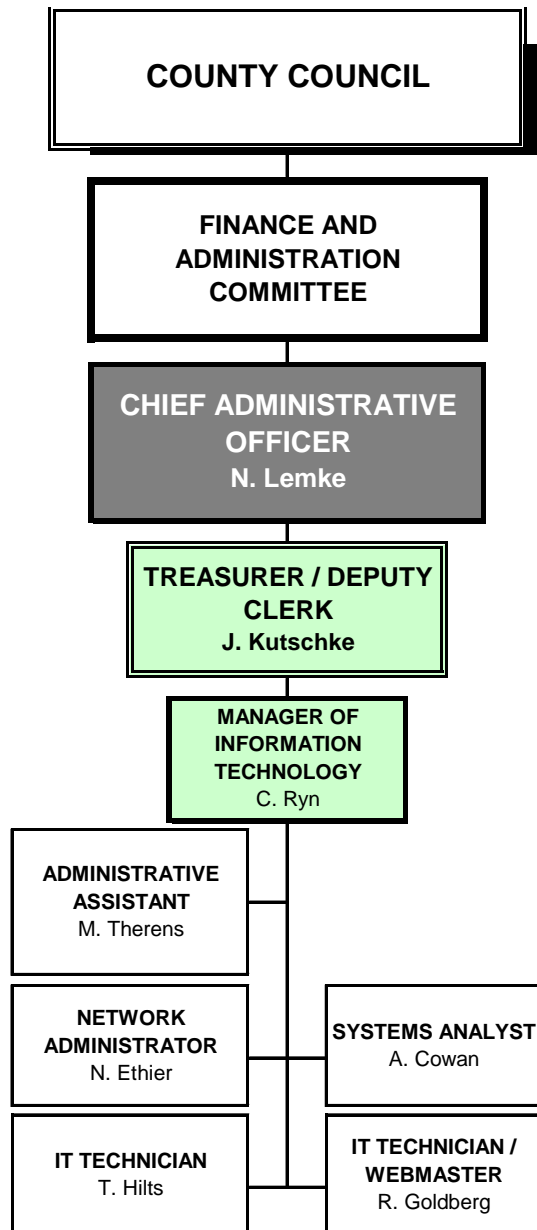 COUNTY COUNCIL
FINANCE AND
ADMINISTRATION
COMMITTEE
CHIEF ADMINISTRATIVE
OFFICER
N. Lemke
TREASURER / DEPUTY
CLERK
J. Kutschke
MANAGER OF
INFORMATION
TECHNOLOGY
C. Ryn
ADMINISTRATIVE
ASSISTANT
M. Therens
NETWORK
ADMINISTRATOR
N. Ethier
SYSTEMS ANALYST
A. Cowan
IT TECHNICIAN
T. Hilts
IT TECHNICIAN /
WEBMASTER
R. Goldberg